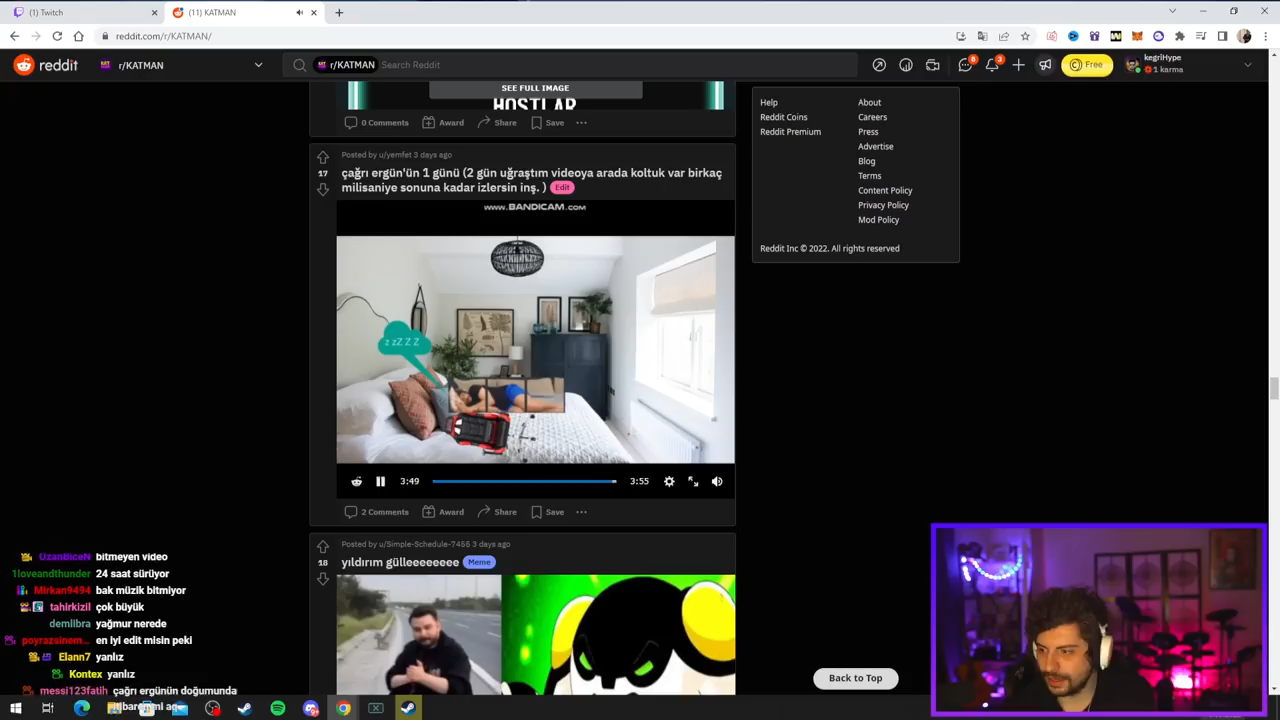 (1) Twitch
(11) KATMAN
reddit.com/r/KATMAN/
reddit
r/KATMAN
r/KATMAN
Search Reddit
8
3
Free
kegriHype
1 karma
SEE FULL IMAGE
HOSTLAR
0 Comments
Award
Share
Save
Help
Reddit Coins
Reddit Premium
About
Careers
Press
Advertise
Blog
Terms
Content Policy
Privacy Policy
Mod Policy
Reddit Inc © 2022. All rights reserved
Posted by u/yemfet 3 days ago
17
çağrı ergün'ün 1 günü (2 gün uğraştım videoya arada koltuk var birkaç
milisaniye sonuna kadar izlersin inş. )
Edit
www.BANDICAM.com
z zZ Z Z
3:49
3:55
2 Comments
Award
Share
Save
Posted by u/Simple-Schedule-7455 3 days ago
18
yıldırım gülleeeeeeee
Meme
Back to Top
UzanBiceN bitmeyen video
1loveandthunder 24 saat sürüyor
Mirkan9494 bak müzik bitmiyor
tahirkizil çok büyük
demlibra yağmur nerede
poyrazsinem... en iyi edit misin peki
Elann7 yanlız
Kontex yanlız
messi123fatih çağrı ergünün doğumunda